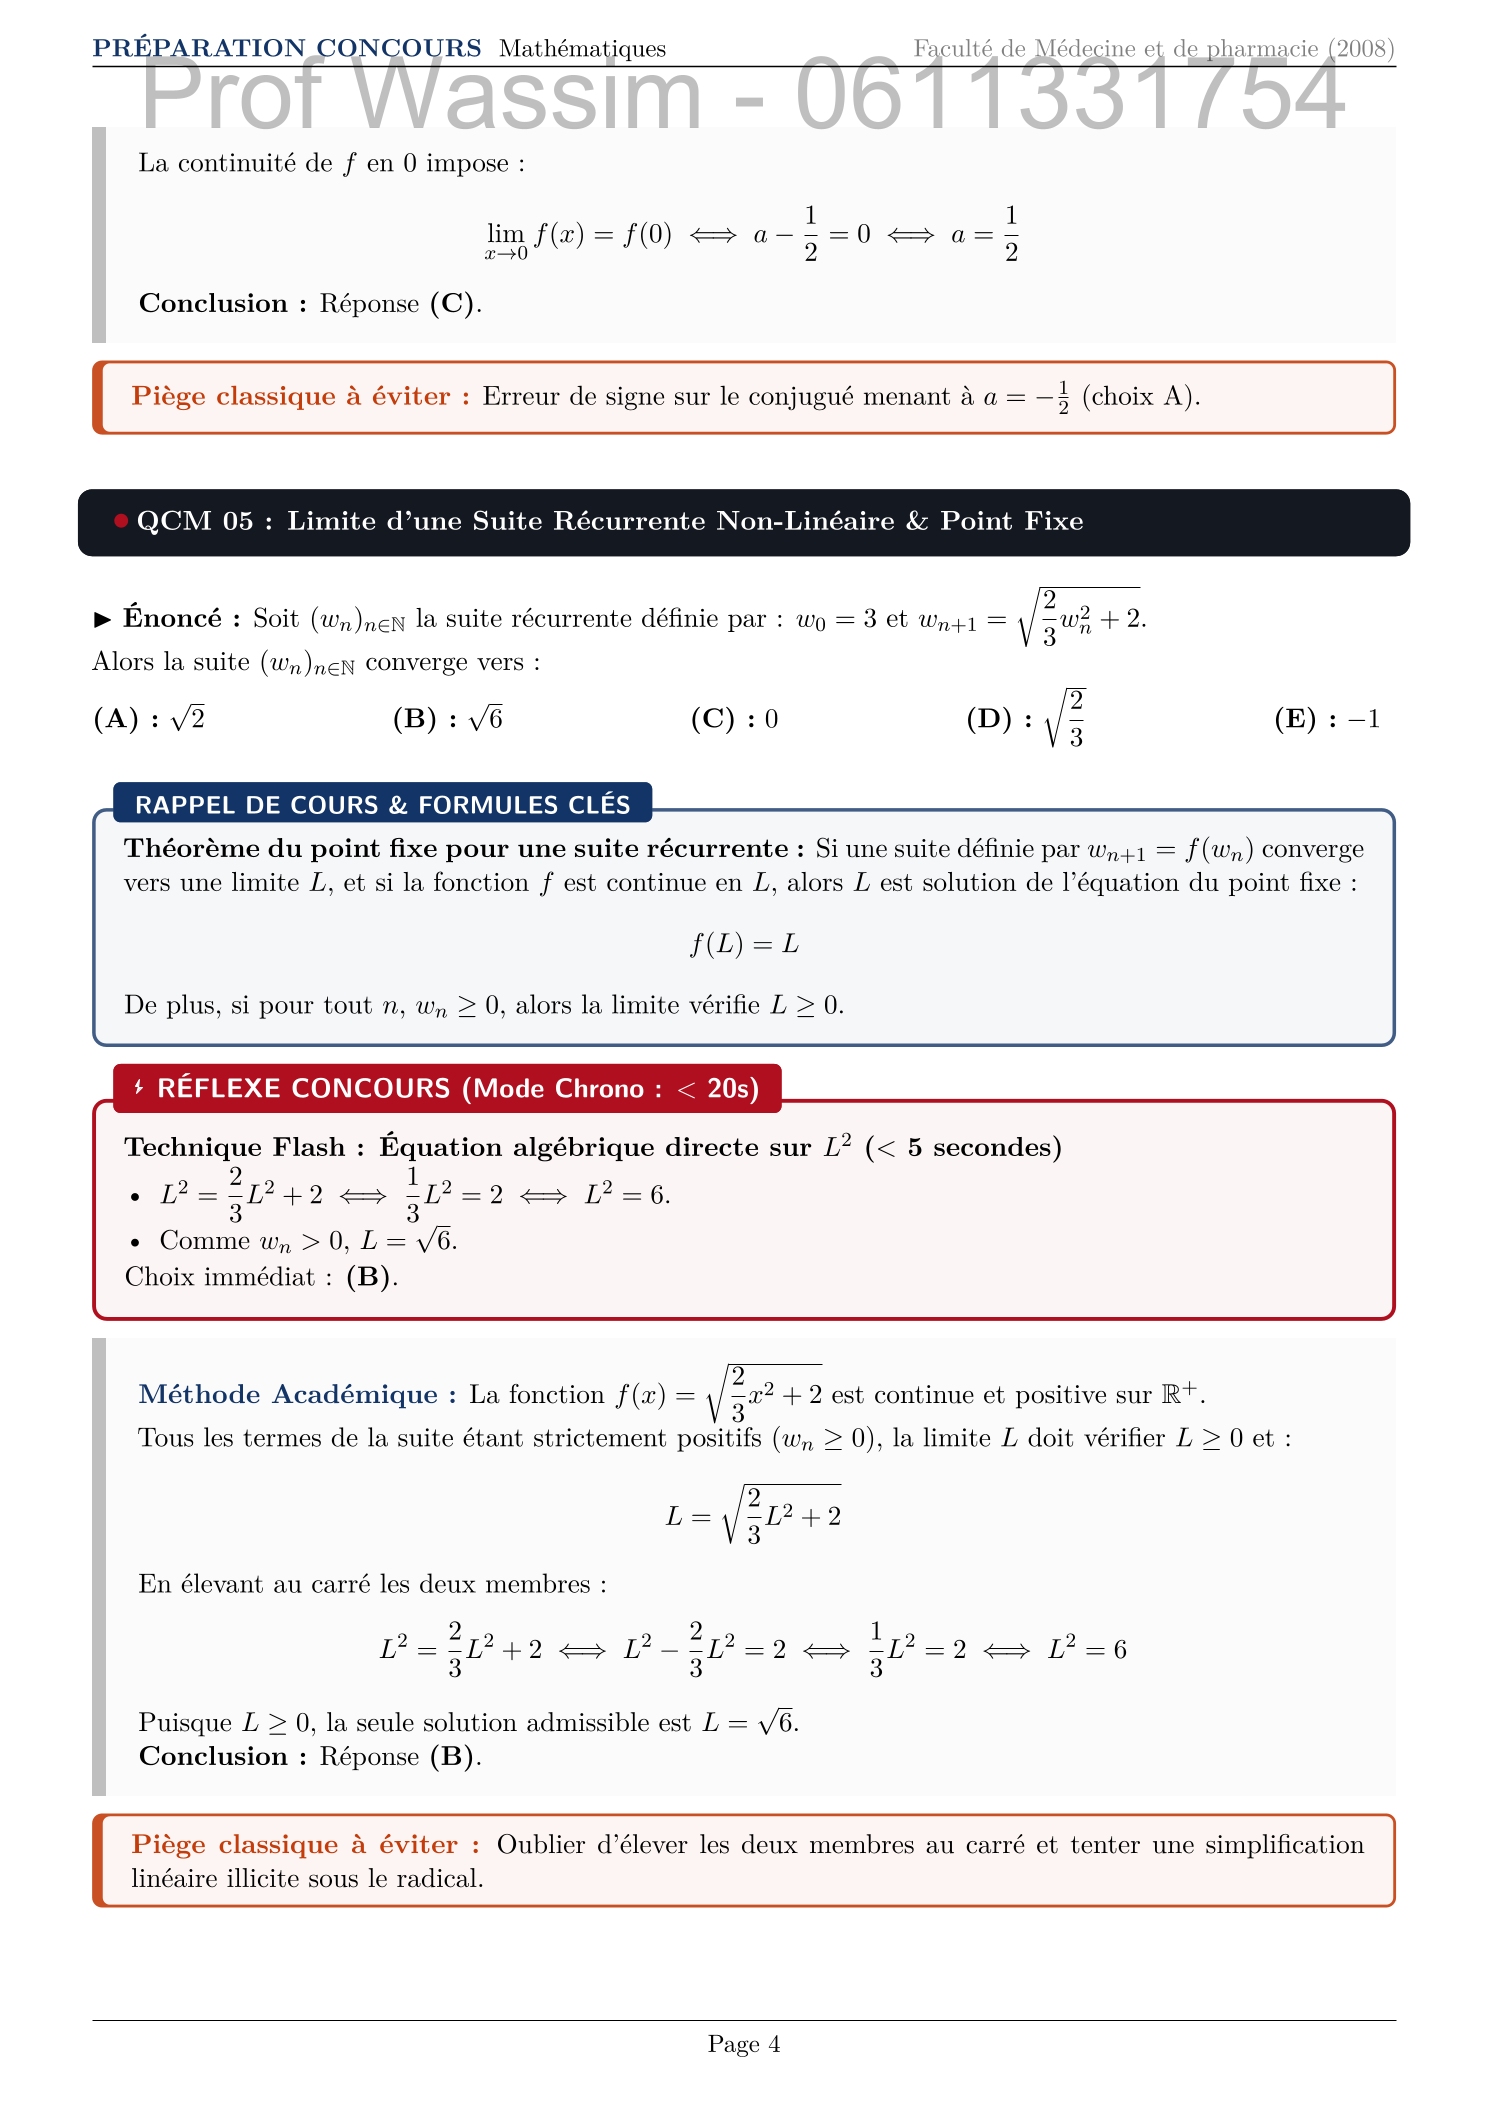 PRÉPARATION CONCOURS Mathématiques Faculté de Médecine et de pharmacie (2008)
Prof Wassim - 0611331754
La continuité de f en 0 impose :
lim_{x→0} f(x) = f(0) ⟺ a − 1/2 = 0 ⟺ a = 1/2
Conclusion : Réponse (C).
Piège classique à éviter : Erreur de signe sur le conjugué menant à a = −1/2 (choix A).
QCM 05 : Limite d'une Suite Récurrente Non-Linéaire & Point Fixe
▶ Énoncé : Soit (w_n)_{n∈ℕ} la suite récurrente définie par : w_0 = 3 et w_{n+1} = √(2/3 w_n² + 2).
Alors la suite (w_n)_{n∈ℕ} converge vers :
(A) : √2 (B) : √6 (C) : 0 (D) : √(2/3) (E) : −1
RAPPEL DE COURS & FORMULES CLÉS
Théorème du point fixe pour une suite récurrente : Si une suite définie par w_{n+1} = f(w_n) converge
vers une limite L, et si la fonction f est continue en L, alors L est solution de l'équation du point fixe :
f(L) = L
De plus, si pour tout n, w_n ≥ 0, alors la limite vérifie L ≥ 0.
RÉFLEXE CONCOURS (Mode Chrono : < 20s)
Technique Flash : Équation algébrique directe sur L² (< 5 secondes)
• L² = 2/3 L² + 2 ⟺ 1/3 L² = 2 ⟺ L² = 6.
• Comme w_n > 0, L = √6.
Choix immédiat : (B).
Méthode Académique : La fonction f(x) = √(2/3 x² + 2) est continue et positive sur ℝ⁺.
Tous les termes de la suite étant strictement positifs (w_n ≥ 0), la limite L doit vérifier L ≥ 0 et :
L = √(2/3 L² + 2)
En élevant au carré les deux membres :
L² = 2/3 L² + 2 ⟺ L² − 2/3 L² = 2 ⟺ 1/3 L² = 2 ⟺ L² = 6
Puisque L ≥ 0, la seule solution admissible est L = √6.
Conclusion : Réponse (B).
Piège classique à éviter : Oublier d'élever les deux membres au carré et tenter une simplification
linéaire illicite sous le radical.
Page 4